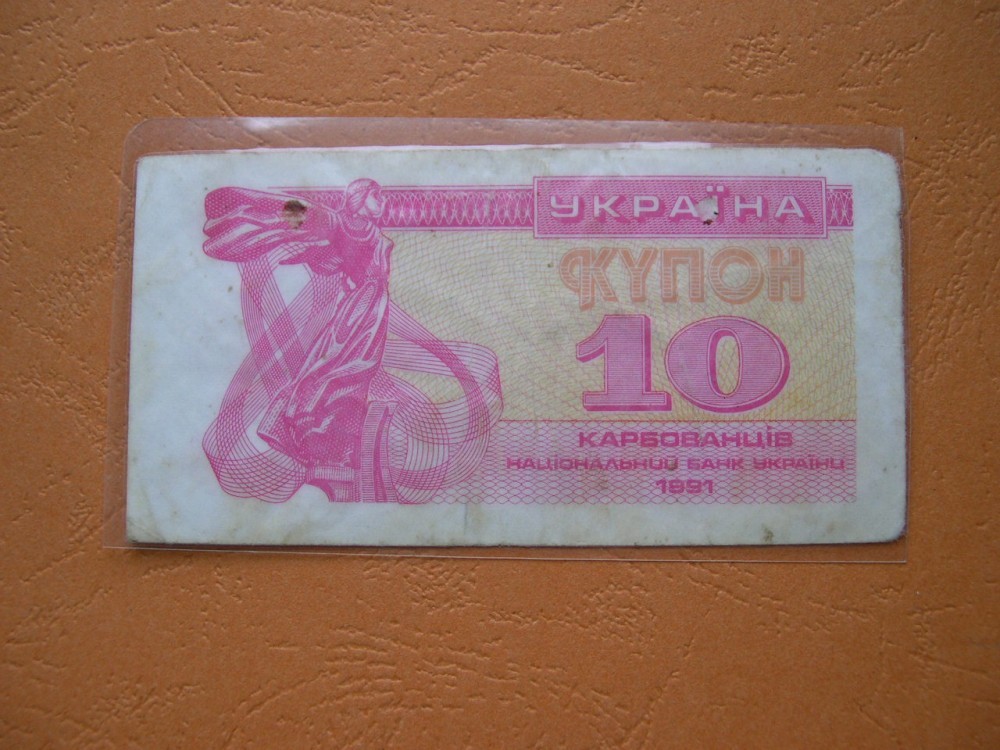 УКРАЇНА
КУПОН
10
КАРБОВАНЦІВ
НАЦІОНАЛЬНИЙ БАНК УКРАЇНИ
1991